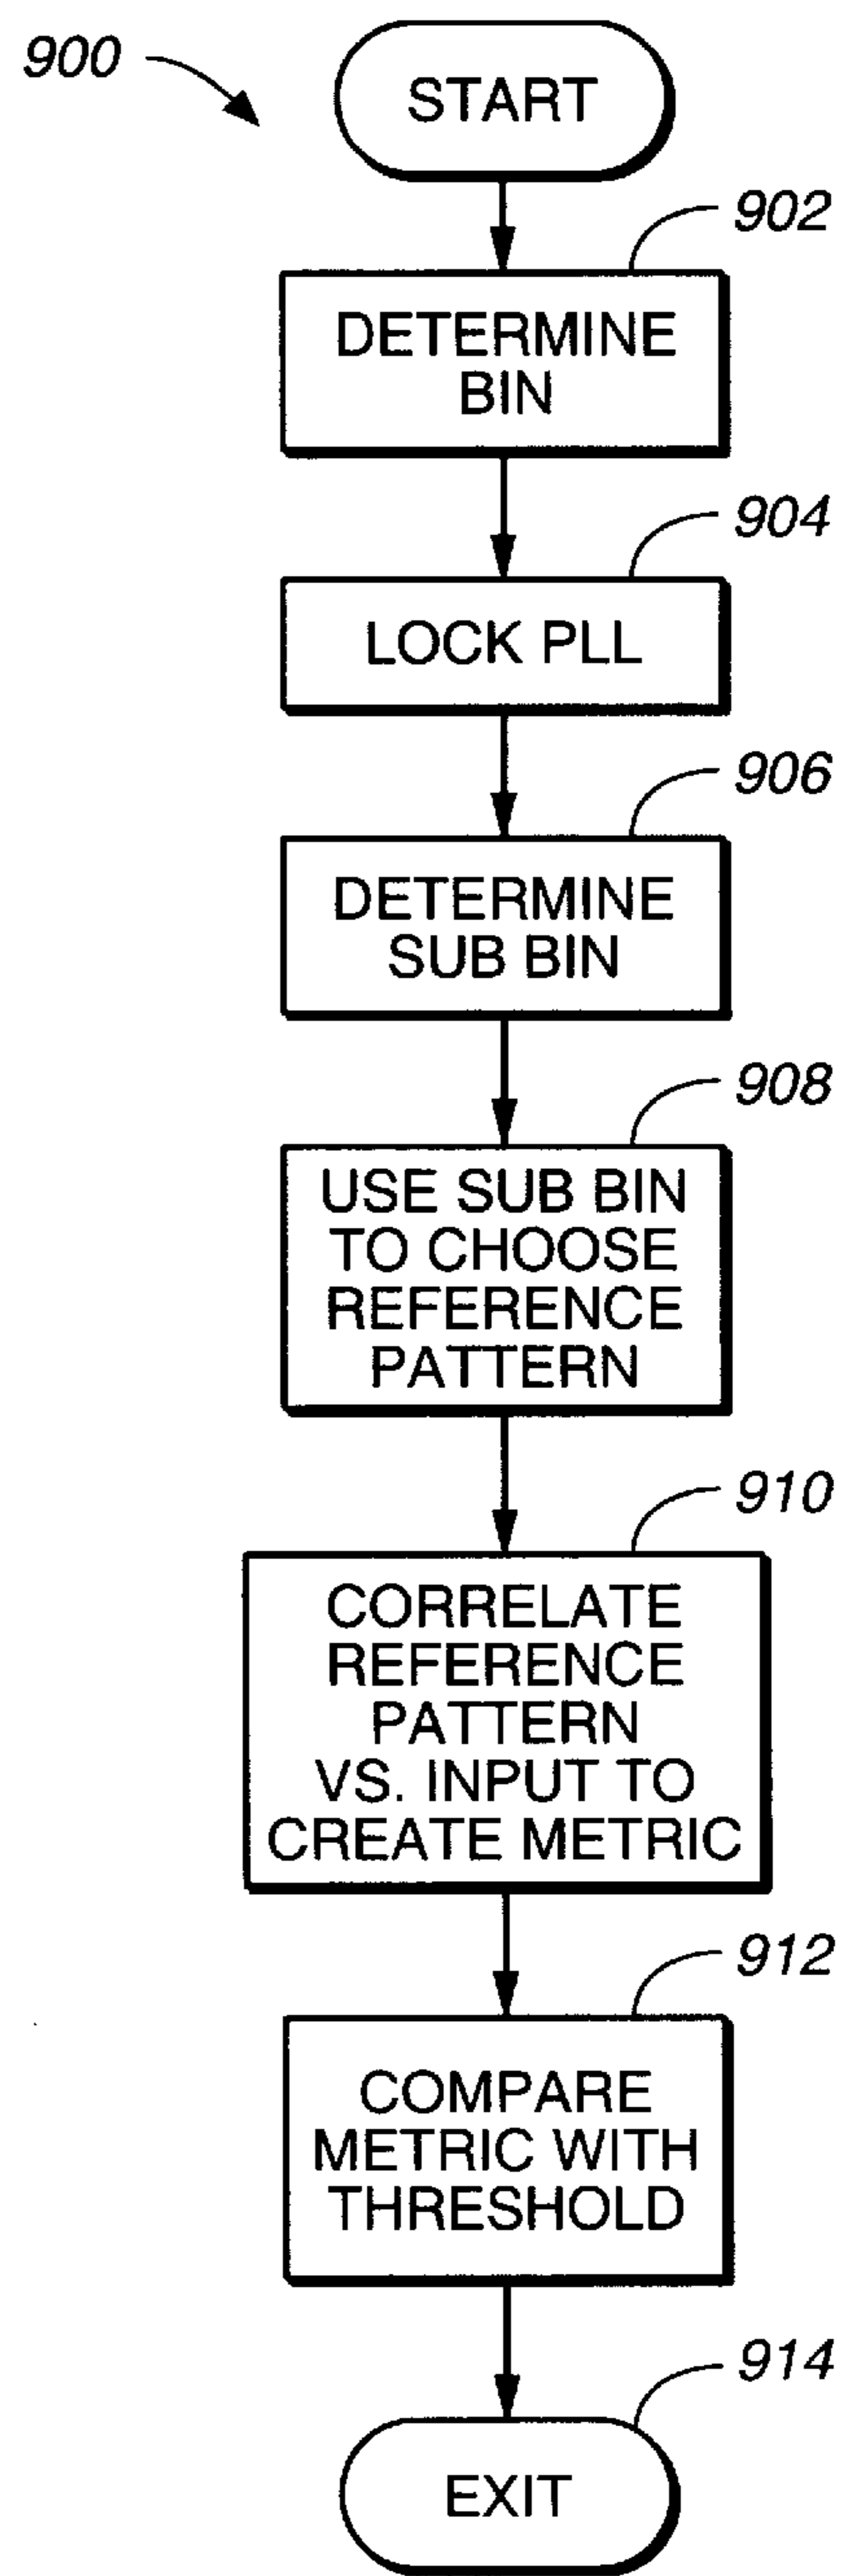 900
START
902
DETERMINE
BIN
904
LOCK PLL
906
DETERMINE
SUB BIN
908
USE SUB BIN
TO CHOOSE
REFERENCE
PATTERN
910
CORRELATE
REFERENCE
PATTERN
VS. INPUT TO
CREATE METRIC
912
COMPARE
METRIC WITH
THRESHOLD
914
EXIT